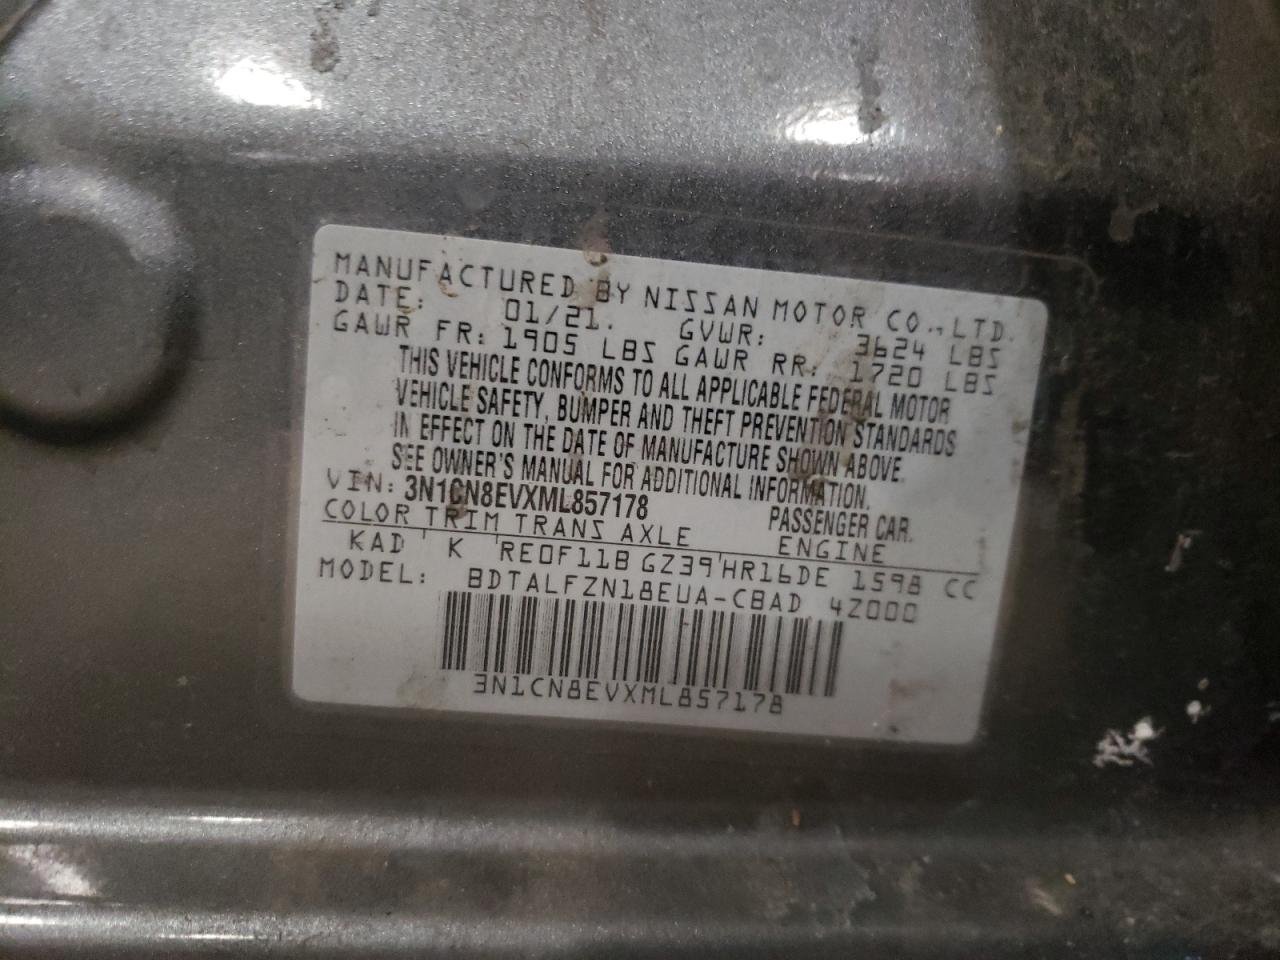 MANUFACTURED BY NISSAN MOTOR CO.,LTD.
DATE: 01/21. GVWR: 3624 LBS
GAWR FR: 1905 LBS GAWR RR: 1720 LBS
THIS VEHICLE CONFORMS TO ALL APPLICABLE FEDERAL MOTOR
VEHICLE SAFETY, BUMPER AND THEFT PREVENTION STANDARDS
IN EFFECT ON THE DATE OF MANUFACTURE SHOWN ABOVE.
SEE OWNER'S MANUAL FOR ADDITIONAL INFORMATION.
VIN: 3N1CN8EVXML857178 PASSENGER CAR.
COLOR TRIM TRANS AXLE ENGINE
KAD K RE0F11B GZ39 HR16DE 1598 CC
MODEL: BDTALFZN18EUA-CBAD 4Z000
3N1CN8EVXML857178